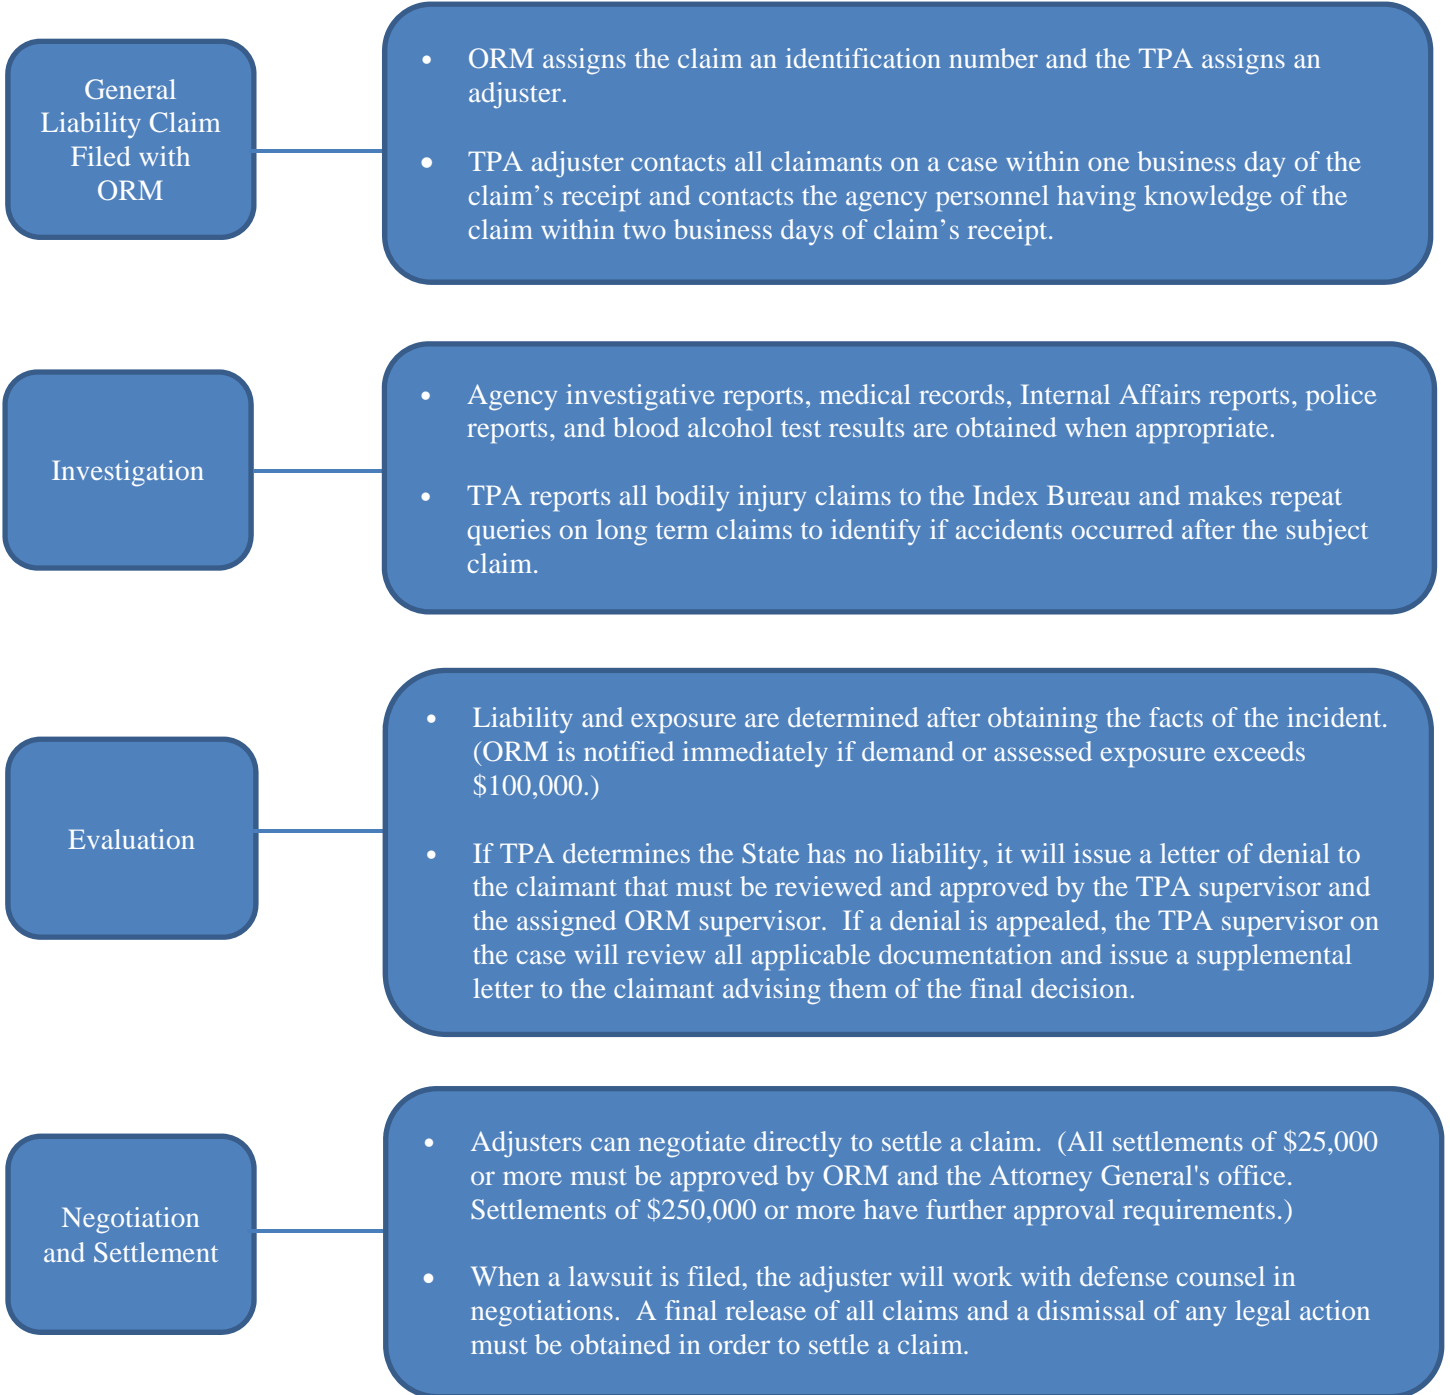 General
Liability Claim
Filed with
ORM
• ORM assigns the claim an identification number and the TPA assigns an
adjuster.
• TPA adjuster contacts all claimants on a case within one business day of the
claim’s receipt and contacts the agency personnel having knowledge of the
claim within two business days of claim’s receipt.
Investigation
• Agency investigative reports, medical records, Internal Affairs reports, police
reports, and blood alcohol test results are obtained when appropriate.
• TPA reports all bodily injury claims to the Index Bureau and makes repeat
queries on long term claims to identify if accidents occurred after the subject
claim.
Evaluation
• Liability and exposure are determined after obtaining the facts of the incident.
(ORM is notified immediately if demand or assessed exposure exceeds
$100,000.)
• If TPA determines the State has no liability, it will issue a letter of denial to
the claimant that must be reviewed and approved by the TPA supervisor and
the assigned ORM supervisor.  If a denial is appealed, the TPA supervisor on
the case will review all applicable documentation and issue a supplemental
letter to the claimant advising them of the final decision.
Negotiation
and Settlement
• Adjusters can negotiate directly to settle a claim.  (All settlements of $25,000
or more must be approved by ORM and the Attorney General's office.
Settlements of $250,000 or more have further approval requirements.)
• When a lawsuit is filed, the adjuster will work with defense counsel in
negotiations.  A final release of all claims and a dismissal of any legal action
must be obtained in order to settle a claim.